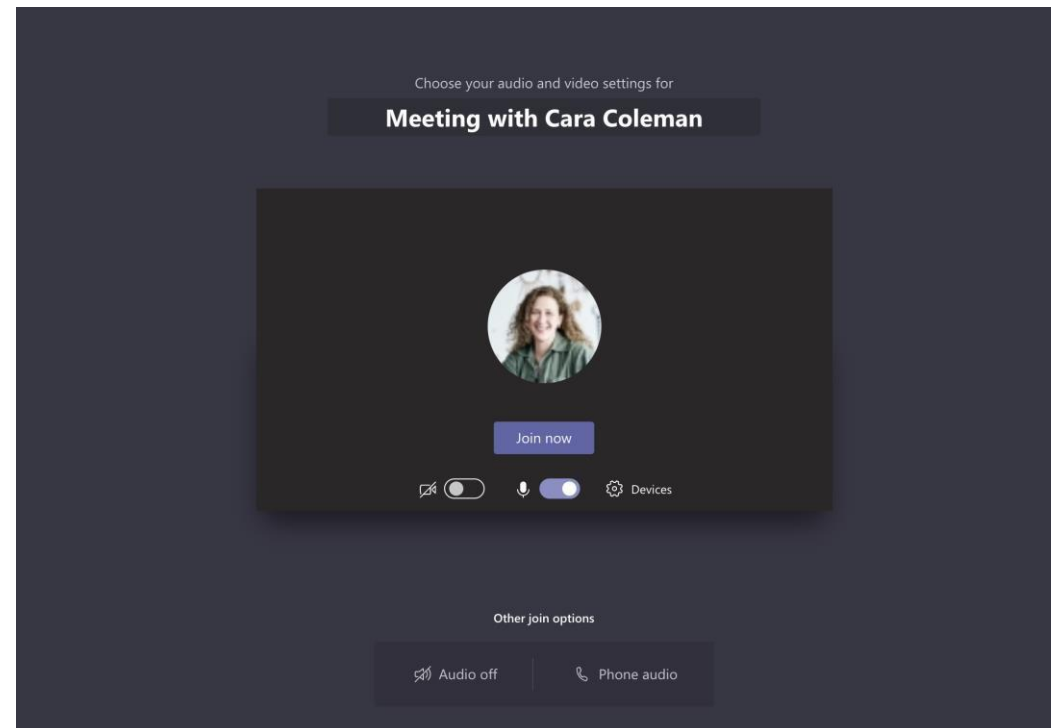 Choose your audio and video settings for
Meeting with Cara Coleman
Join now
Devices
Other join options
Audio off
Phone audio